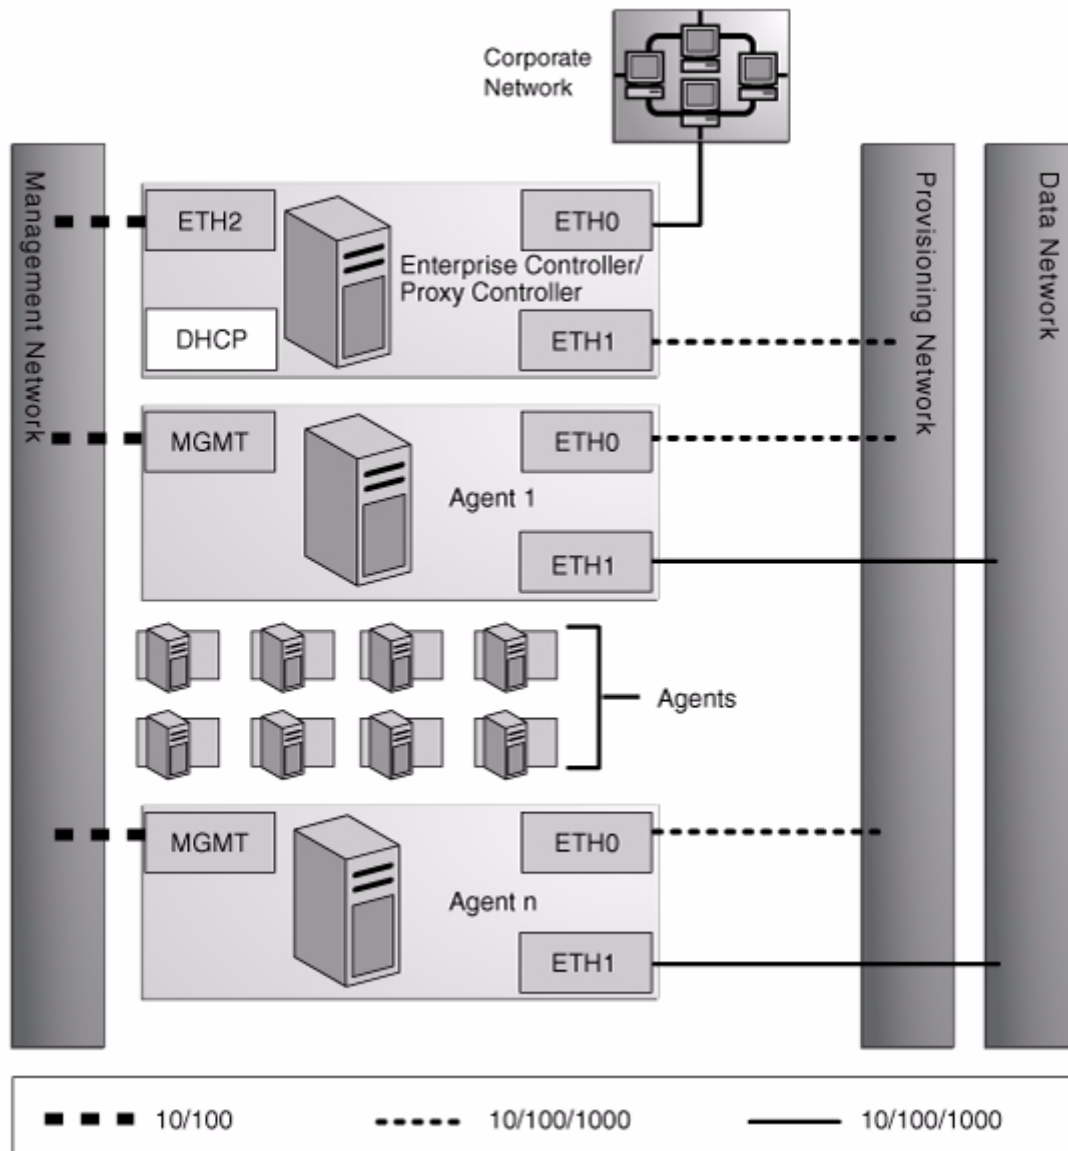 Corporate
Network
Management Network
Provisioning Network
Data Network
ETH2
ETH0
Enterprise Controller/
Proxy Controller
DHCP
ETH1
MGMT
ETH0
Agent 1
ETH1
Agents
MGMT
ETH0
Agent n
ETH1
10/100
10/100/1000
10/100/1000